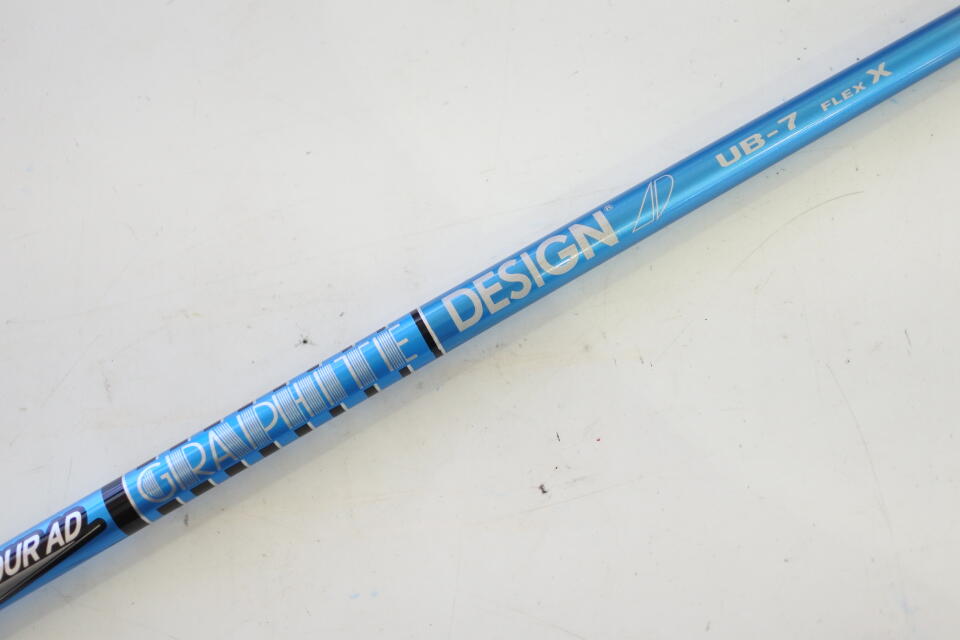 OUR AD
GRAPHITE
DESIGN®
UB-7 FLEX X